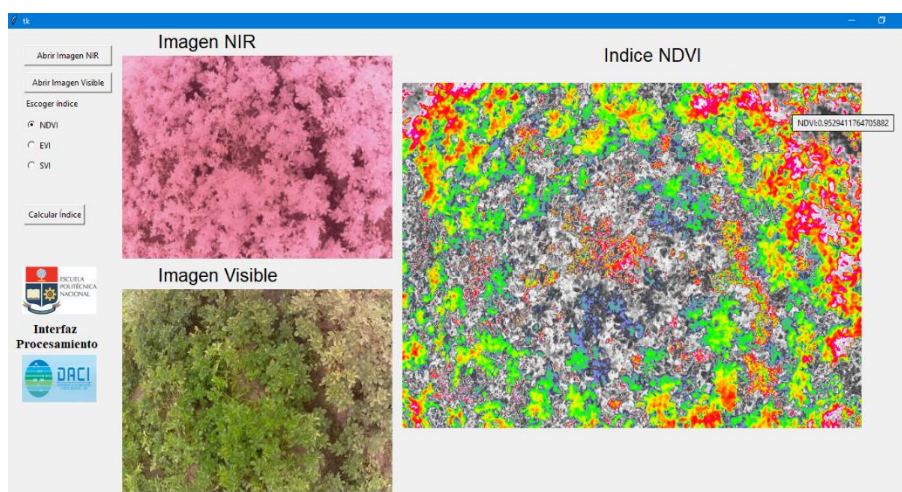 tk
Abrir Imagen NIR
Abrir Imagen Visible
Escoger índice
NDVI
EVI
SVI
Calcular Índice
ESCUELA
POLITÉCNICA
NACIONAL
Interfaz
Procesamiento
DACI
Imagen NIR
Imagen Visible
Indice NDVI
NDVI:0.9529411764705882